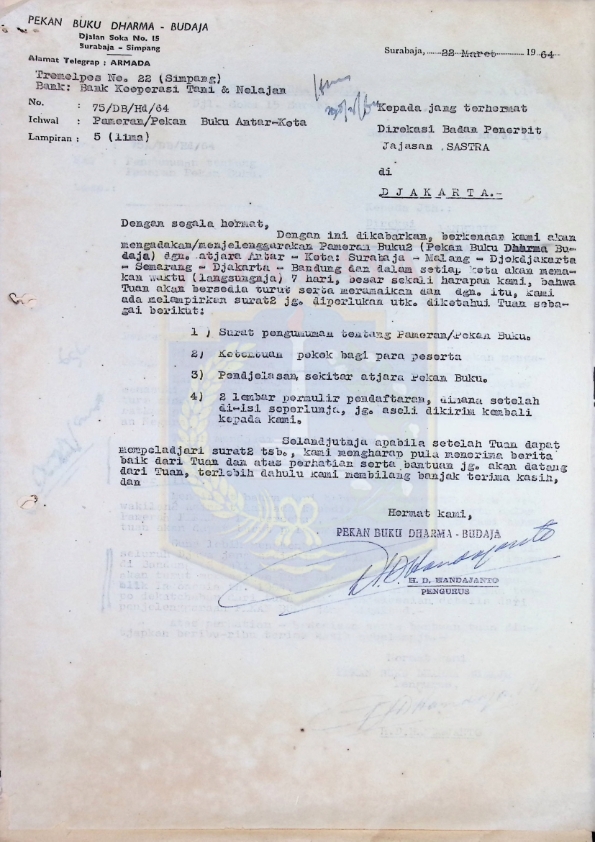 PEKAN BUKU DHARMA - BUDAJA
Djalan Soka No. 15
Surabaja - Simpang
Alamat Telegrap : ARMADA
Tromolpos No. 22 (Simpang)
Bank: Bank Kooperasi Tani & Nelajan
No. : 75/DB/Hd/64
Ichwal : Pameran/Pekan Buku Antar-Kota
Lampiran : 5 (lima)
Surabaja, 22 Maret 1964
Kepada jang terhormat
Direkasi Badan Penerbit
Jajasan SASTRA
di
DJAKARTA.-
Dengan segala hormat,
Dengan ini dikabarkan, berkenaan kami akan
mengadakan/menjelenggarakan Pameran Buku2 (Pekan Buku Dharma Bu-
daja) dgn. atjara Antar - Kota: Surabaja - Malang - Djokdjakarta
- Semarang - Djakarta - Bandung dan dalam setiap kota akan mema-
kan waktu (langsungnja) 7 hari, besar sekali harapan kami, bahwa
Tuan akan bersedia turut serta meramaikan dan dgn. itu, kami
ada melampirkan surat2 jg. diperlukan utk. diketahui Tuan seba-
gai berikut:
1 ) Surat pengumuman tentang Pameran/Pekan Buku.
2) Ketentuan pokok bagi para peserta
3) Pendjelasan sekitar atjara Pekan Buku.
4) 2 lembar formulir pendaftaran, dimana setelah
di-isi seperlunja, jg. aseli dikirim kembali
kepada kami.
Selandjutnja apabila setelah Tuan dapat
mempeladjari surat2 tsb., kami mengharap pula menerima berita
baik dari Tuan dan atas perhatian serta bantuan jg. akan datang
dari Tuan, terlebih dahulu kami membilang banjak terima kasih,
dan
Hormat kami,
PEKAN BUKU DHARMA - BUDAJA
H. D. HANDAJANTO
PENGURUS